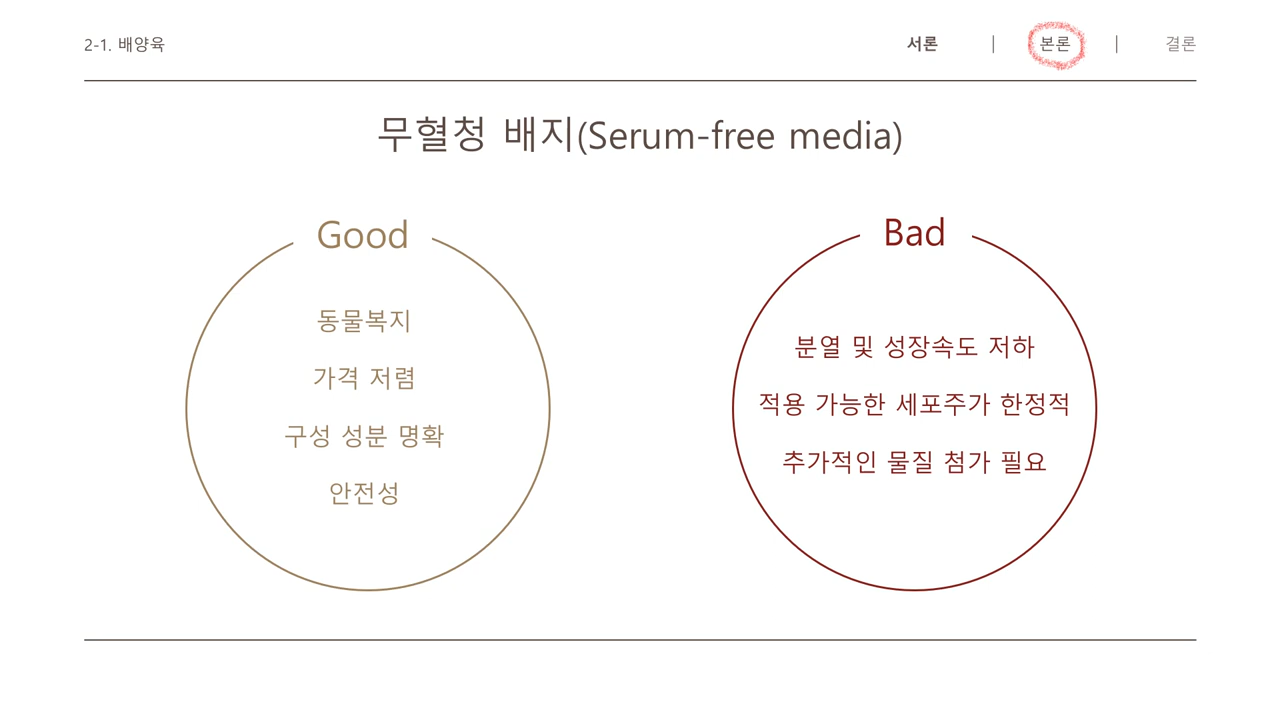 2-1. 배양육
서론 | 본론 | 결론
무혈청 배지(Serum-free media)
Good
동물복지
가격 저렴
구성 성분 명확
안전성
Bad
분열 및 성장속도 저하
적용 가능한 세포주가 한정적
추가적인 물질 첨가 필요